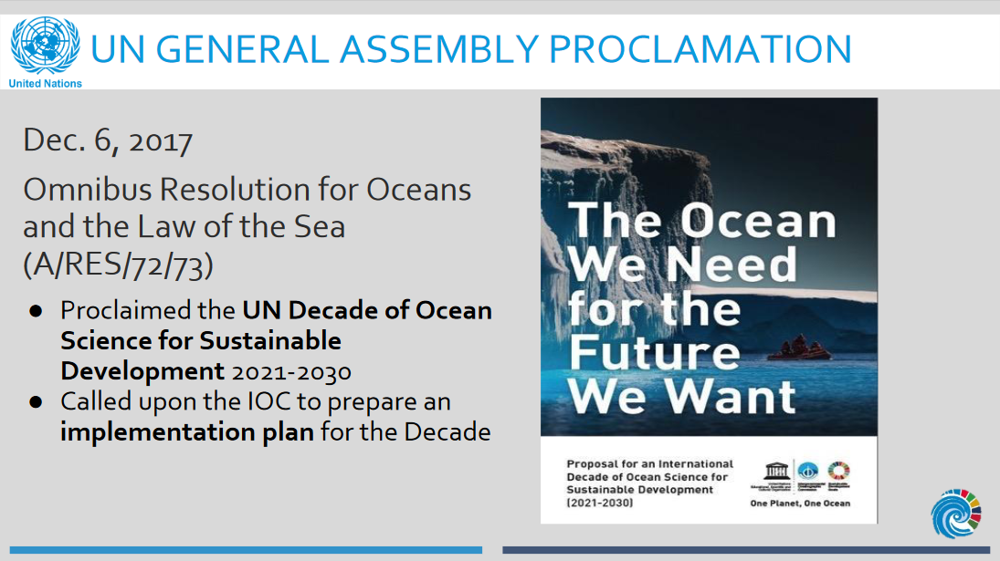 UN GENERAL ASSEMBLY PROCLAMATION
United Nations
Dec. 6, 2017
Omnibus Resolution for Oceans
and the Law of the Sea
(A/RES/72/73)
● Proclaimed the UN Decade of Ocean
Science for Sustainable
Development 2021-2030
● Called upon the IOC to prepare an
implementation plan for the Decade
The Ocean
We Need
for the
Future
We Want
Proposal for an International
Decade of Ocean Science for
Sustainable Development
(2021-2030)
One Planet, One Ocean